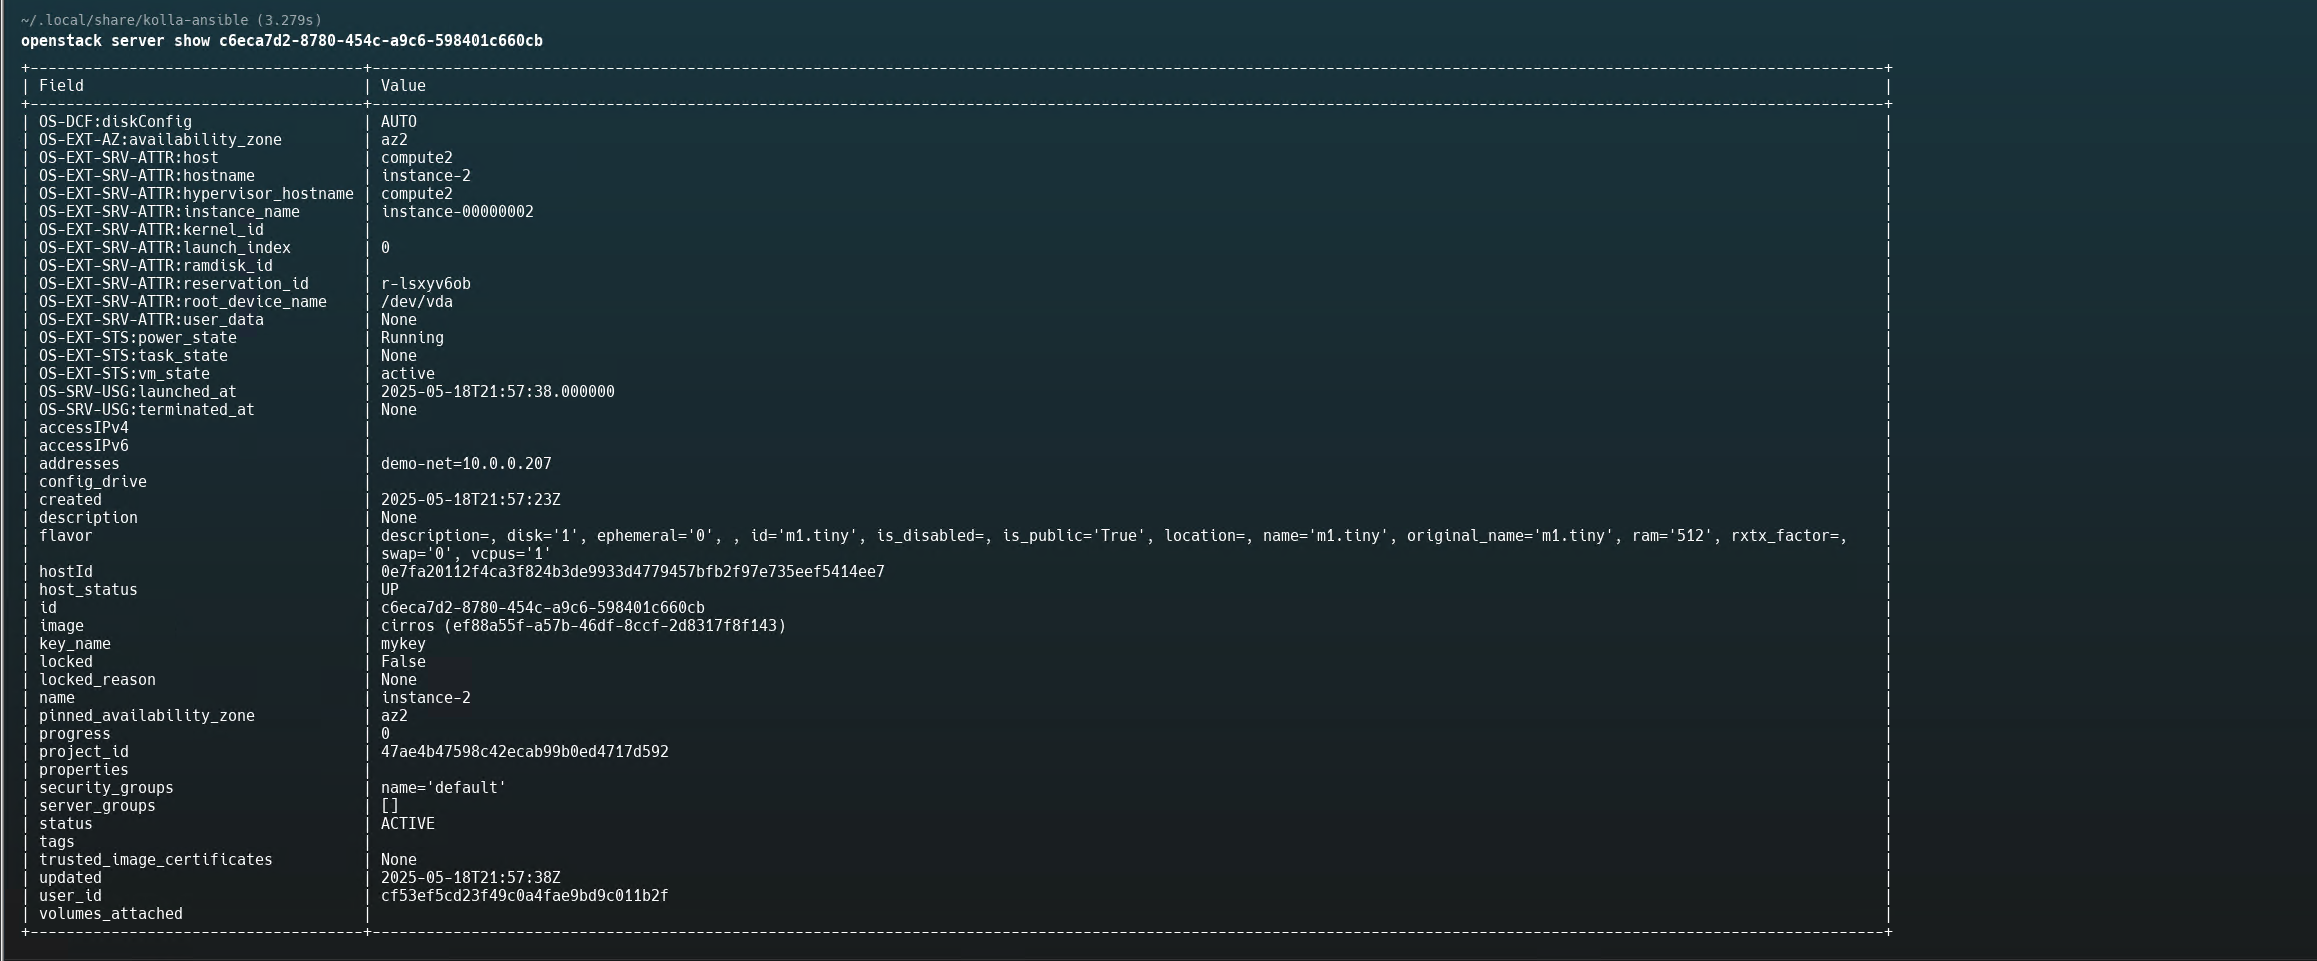 ~/.local/share/kolla-ansible (3.279s)
openstack server show c6eca7d2-8780-454c-a9c6-598401c660cb
| Field | Value |
| OS-DCF:diskConfig | AUTO |
| OS-EXT-AZ:availability_zone | az2 |
| OS-EXT-SRV-ATTR:host | compute2 |
| OS-EXT-SRV-ATTR:hostname | instance-2 |
| OS-EXT-SRV-ATTR:hypervisor_hostname | compute2 |
| OS-EXT-SRV-ATTR:instance_name | instance-00000002 |
| OS-EXT-SRV-ATTR:kernel_id | |
| OS-EXT-SRV-ATTR:launch_index | 0 |
| OS-EXT-SRV-ATTR:ramdisk_id | |
| OS-EXT-SRV-ATTR:reservation_id | r-lsxyv6ob |
| OS-EXT-SRV-ATTR:root_device_name | /dev/vda |
| OS-EXT-SRV-ATTR:user_data | None |
| OS-EXT-STS:power_state | Running |
| OS-EXT-STS:task_state | None |
| OS-EXT-STS:vm_state | active |
| OS-SRV-USG:launched_at | 2025-05-18T21:57:38.000000 |
| OS-SRV-USG:terminated_at | None |
| accessIPv4 | |
| accessIPv6 | |
| addresses | demo-net=10.0.0.207 |
| config_drive | |
| created | 2025-05-18T21:57:23Z |
| description | None |
| flavor | description=, disk='1', ephemeral='0', , id='m1.tiny', is_disabled=, is_public='True', location=, name='m1.tiny', original_name='m1.tiny', ram='512', rxtx_factor=, |
| | swap='0', vcpus='1' |
| hostId | 0e7fa20112f4ca3f824b3de9933d4779457bfb2f97e735eef5414ee7 |
| host_status | UP |
| id | c6eca7d2-8780-454c-a9c6-598401c660cb |
| image | cirros (ef88a55f-a57b-46df-8ccf-2d8317f8f143) |
| key_name | mykey |
| locked | False |
| locked_reason | None |
| name | instance-2 |
| pinned_availability_zone | az2 |
| progress | 0 |
| project_id | 47ae4b47598c42ecab99b0ed4717d592 |
| properties | |
| security_groups | name='default' |
| server_groups | [] |
| status | ACTIVE |
| tags | |
| trusted_image_certificates | None |
| updated | 2025-05-18T21:57:38Z |
| user_id | cf53ef5cd23f49c0a4fae9bd9c011b2f |
| volumes_attached | |